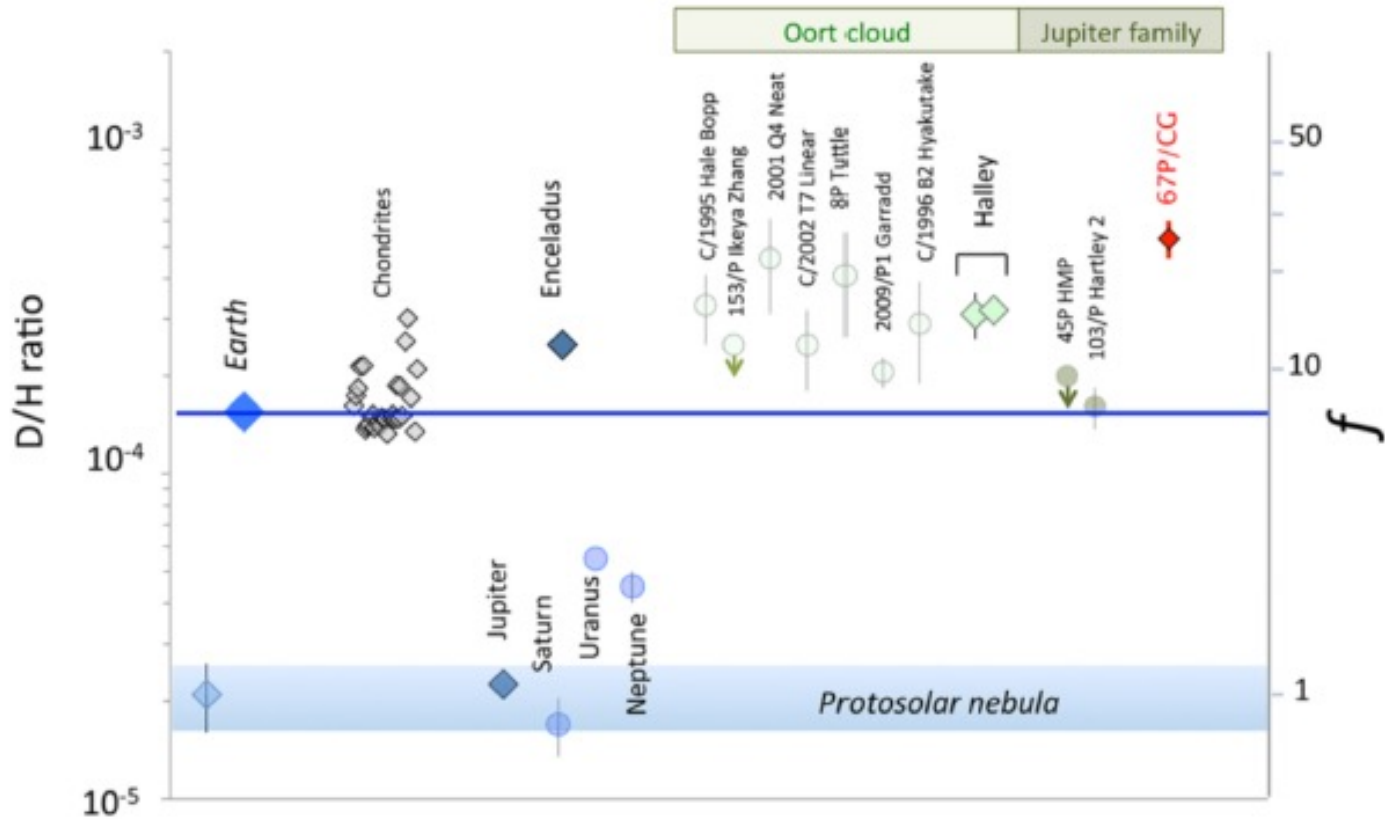 Oort cloud
Jupiter family
D/H ratio
10-3
10-4
10-5
Earth
Chondrites
Enceladus
Jupiter
Saturn
Uranus
Neptune
C/1995 Hale Bopp
153/P Ikeya Zhang
2001 Q4 Neat
C/2002 T7 Linear
8P Tuttle
2009/P1 Garradd
C/1996 B2 Hyakutake
Halley
45P HMP
103/P Hartley 2
67P/CG
Protosolar nebula
50
10
1
f